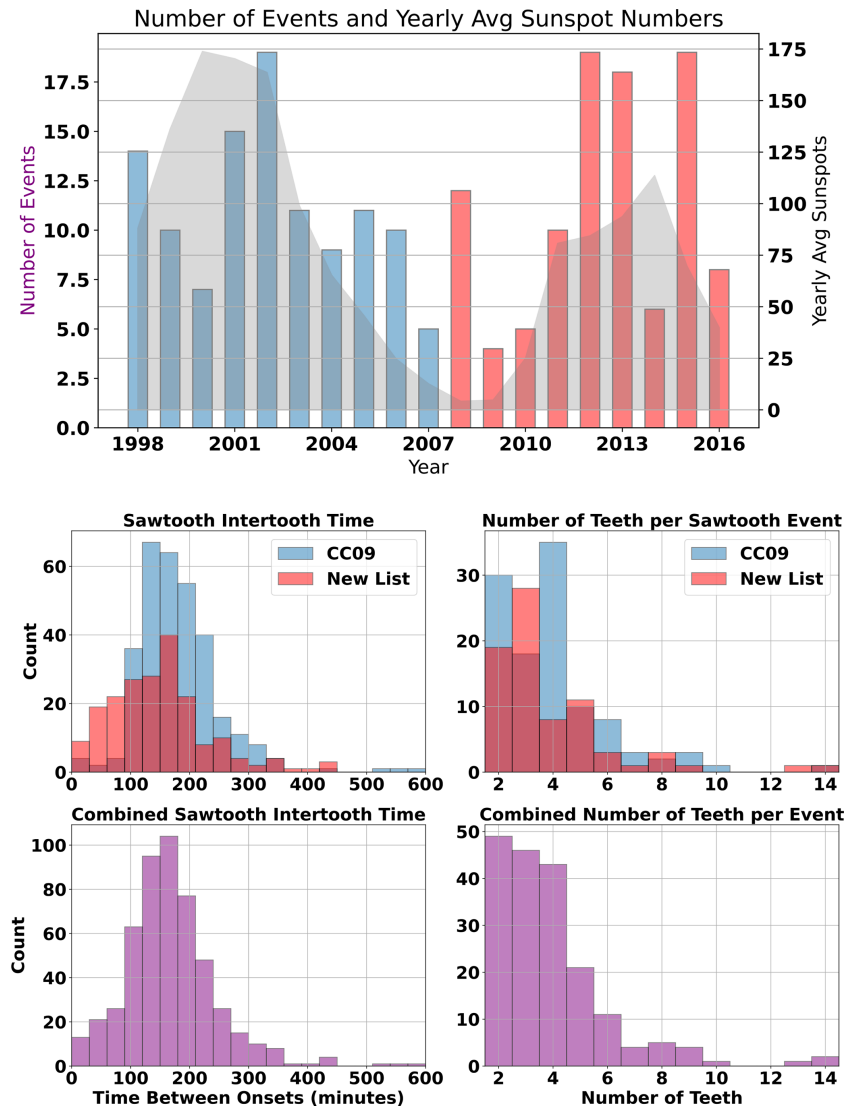 Number of Events and Yearly Avg Sunspot Numbers
Number of Events
17.5
15.0
12.5
10.0
7.5
5.0
2.5
0.0
175
150
125
100
75
50
25
0
Yearly Avg Sunspots
1998 2001 2004 2007 2010 2013 2016
Year
Sawtooth Intertooth Time
Count
60
40
20
0
CC09
New List
0 100 200 300 400 500 600
Number of Teeth per Sawtooth Event
30
20
10
0
CC09
New List
2 4 6 8 10 12 14
Combined Sawtooth Intertooth Time
Count
100
80
60
40
20
0
0 100 200 300 400 500 600
Time Between Onsets (minutes)
Combined Number of Teeth per Event
50
40
30
20
10
0
2 4 6 8 10 12 14
Number of Teeth